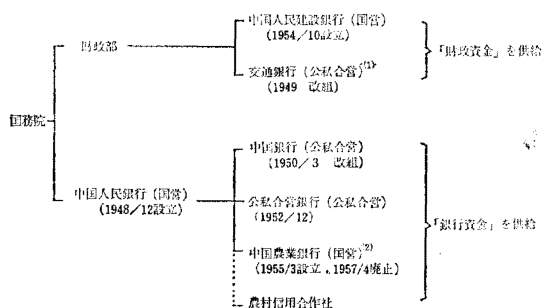 国務院
財政部
中国人民建設銀行（国営）
（1954／10設立）
交通銀行（公私合営）(1)
（1949 改組）
「財政資金」を供給
中国人民銀行（国営）
（1948／12設立）
中国銀行（公私合営）
（1950／3 改組）
公私合営銀行（公私合営）
（1952／12）
中国農業銀行（国営）(2)
（1955/3設立，1957/4廃止）
農村信用合作社
「銀行資金」を供給